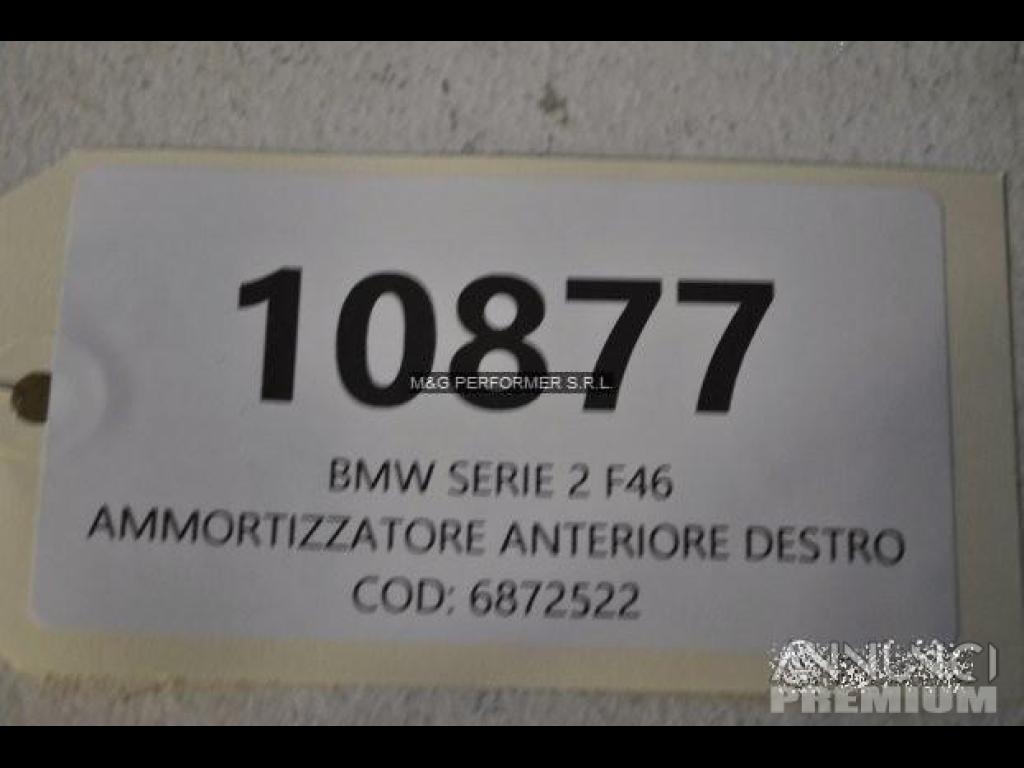 10877
M&G PERFORMER S.R.L.
BMW SERIE 2 F46
AMMORTIZZATORE ANTERIORE DESTRO
COD: 6872522
ANNUNCI
PREMIUM